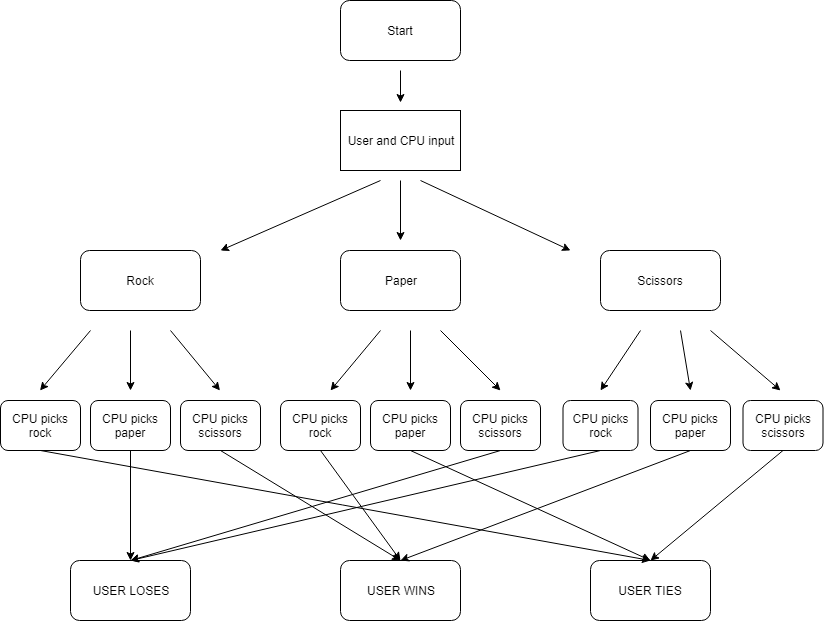 Start
User and CPU input
Rock
Paper
Scissors
CPU picks
rock
CPU picks
paper
CPU picks
scissors
CPU picks
rock
CPU picks
paper
CPU picks
scissors
CPU picks
rock
CPU picks
paper
CPU picks
scissors
USER LOSES
USER WINS
USER TIES